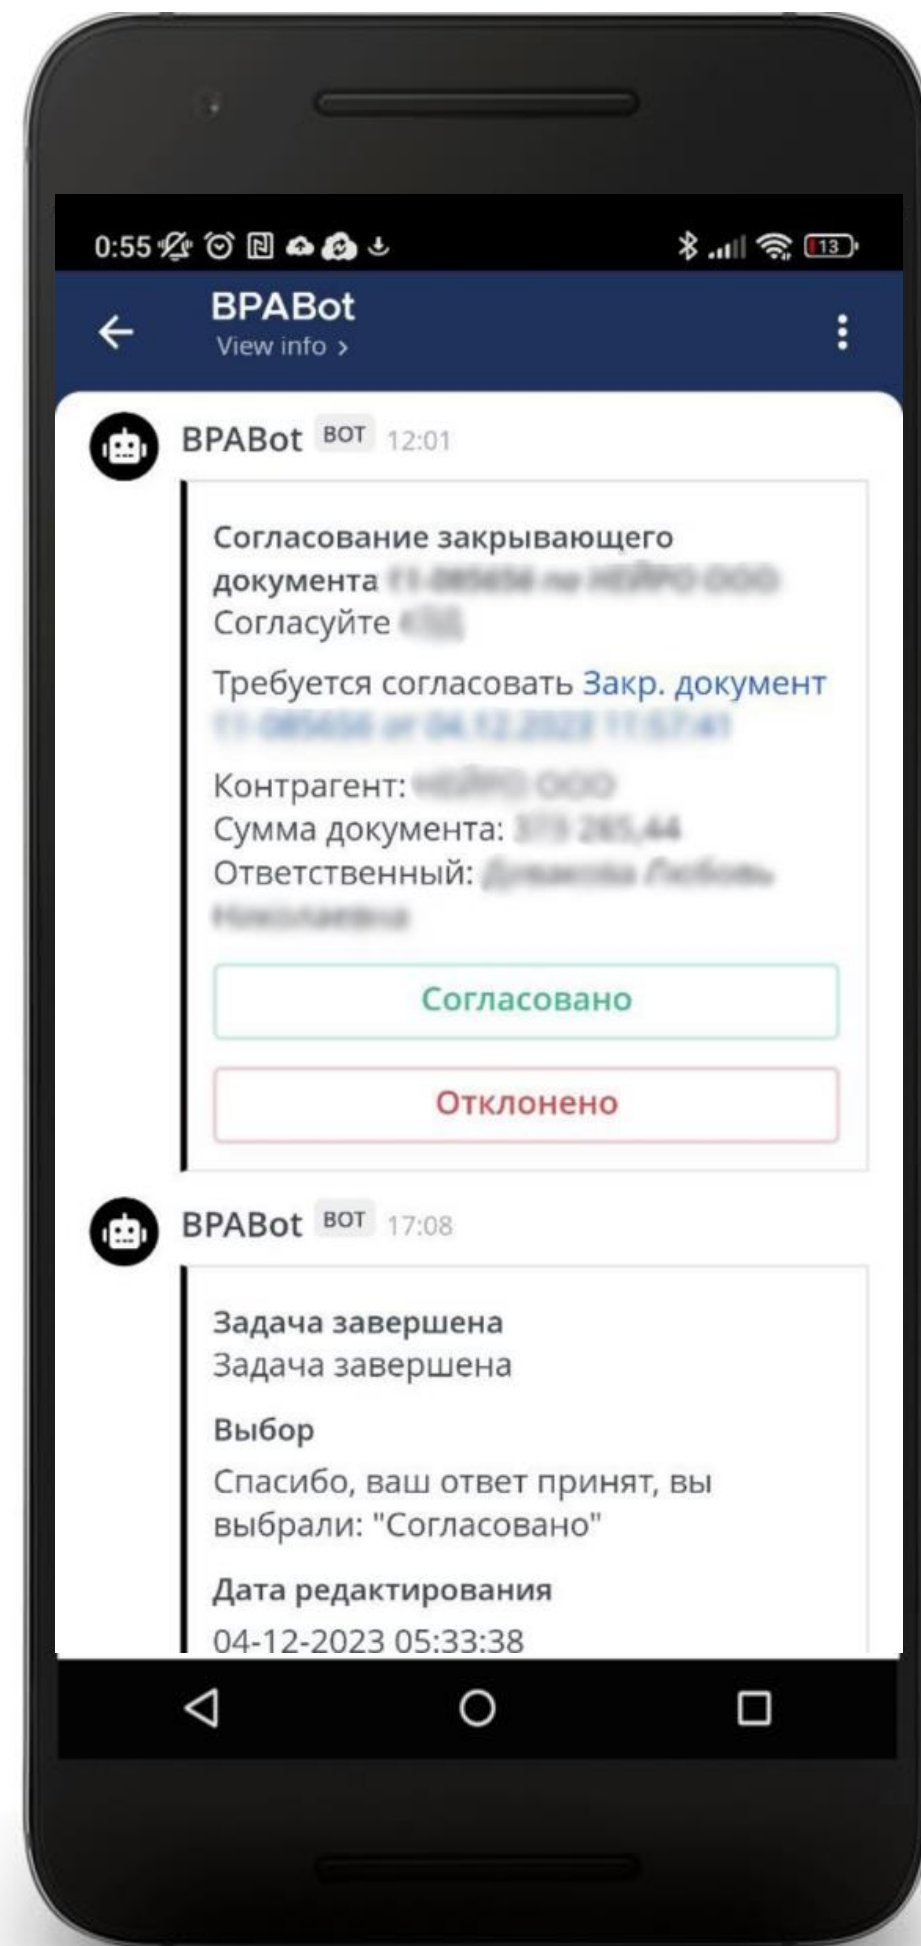 0:55
13
BPABot
View info >
BPABot BOT 12:01
Согласование закрывающего
документа
Согласуйте
Требуется согласовать Закр. документ
Контрагент:
Сумма документа:
Ответственный:
Согласовано
Отклонено
BPABot BOT 17:08
Задача завершена
Задача завершена
Выбор
Спасибо, ваш ответ принят, вы
выбрали: "Согласовано"
Дата редактирования
04-12-2023 05:33:38